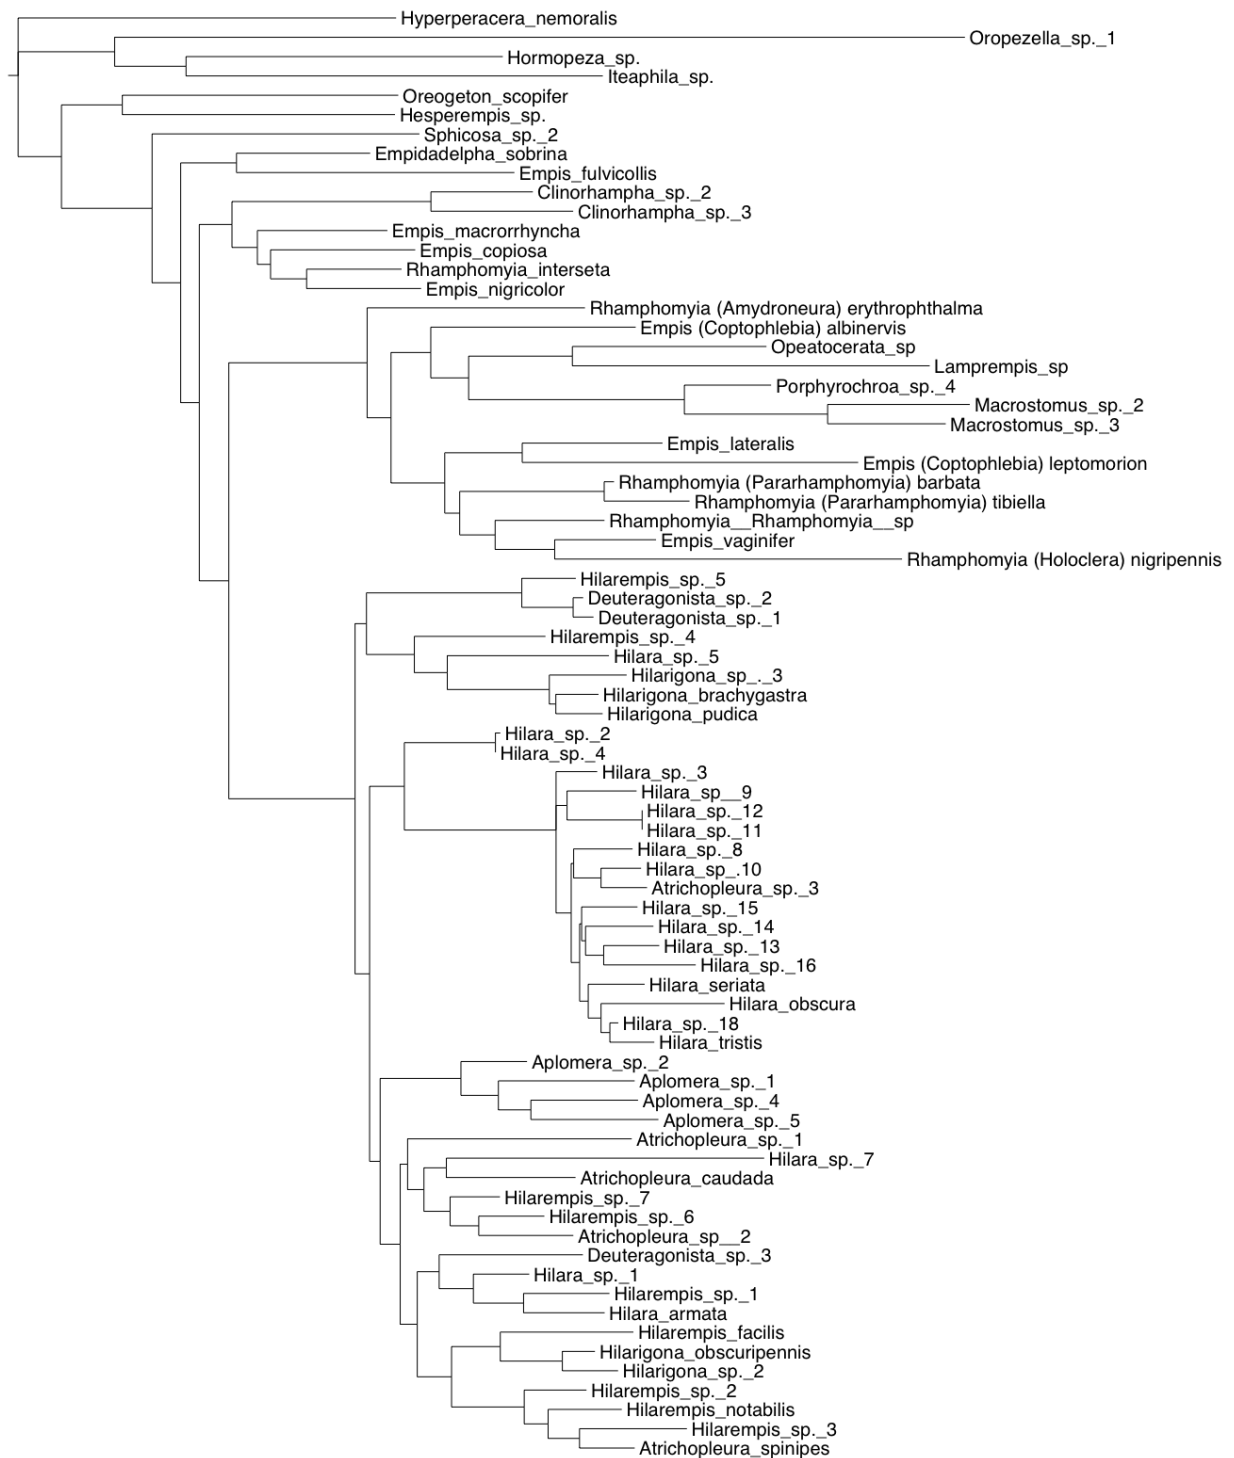 Hyperperacera_nemoralis
Oropezella_sp._1
Hormopeza_sp.
Iteaphila_sp.
Oreogeton_scopifer
Hesperempis_sp.
Sphicosa_sp._2
Empidadelpha_sobrina
Empis_fulvicollis
Clinorhampha_sp._2
Clinorhampha_sp._3
Empis_macrorrhyncha
Empis_copiosa
Rhamphomyia_interseta
Empis_nigricolor
Rhamphomyia (Amydroneura) erythrophthalma
Empis (Coptophlebia) albinervis
Opeatocerata_sp
Lamprempis_sp
Porphyrochroa_sp._4
Macrostomus_sp._2
Macrostomus_sp._3
Empis_lateralis
Empis (Coptophlebia) leptomorion
Rhamphomyia (Pararhamphomyia) barbata
Rhamphomyia (Pararhamphomyia) tibiella
Rhamphomyia__Rhamphomyia__sp
Empis_vaginifer
Rhamphomyia (Holoclera) nigripennis
Hilarempis_sp._5
Deuteragonista_sp._2
Deuteragonista_sp._1
Hilarempis_sp._4
Hilara_sp._5
Hilarigona_sp_._3
Hilarigona_brachygastra
Hilarigona_pudica
Hilara_sp._2
Hilara_sp._4
Hilara_sp._3
Hilara_sp__9
Hilara_sp._12
Hilara_sp._11
Hilara_sp._8
Hilara_sp_.10
Atrichopleura_sp._3
Hilara_sp._15
Hilara_sp._14
Hilara_sp._13
Hilara_sp._16
Hilara_seriata
Hilara_obscura
Hilara_sp._18
Hilara_tristis
Aplomera_sp._2
Aplomera_sp._1
Aplomera_sp._4
Aplomera_sp._5
Atrichopleura_sp._1
Hilara_sp._7
Atrichopleura_caudada
Hilarempis_sp._7
Hilarempis_sp._6
Atrichopleura_sp__2
Deuteragonista_sp._3
Hilara_sp._1
Hilarempis_sp._1
Hilara_armata
Hilarempis_facilis
Hilarigona_obscuripennis
Hilarigona_sp._2
Hilarempis_sp._2
Hilarempis_notabilis
Hilarempis_sp._3
Atrichopleura_spinipes